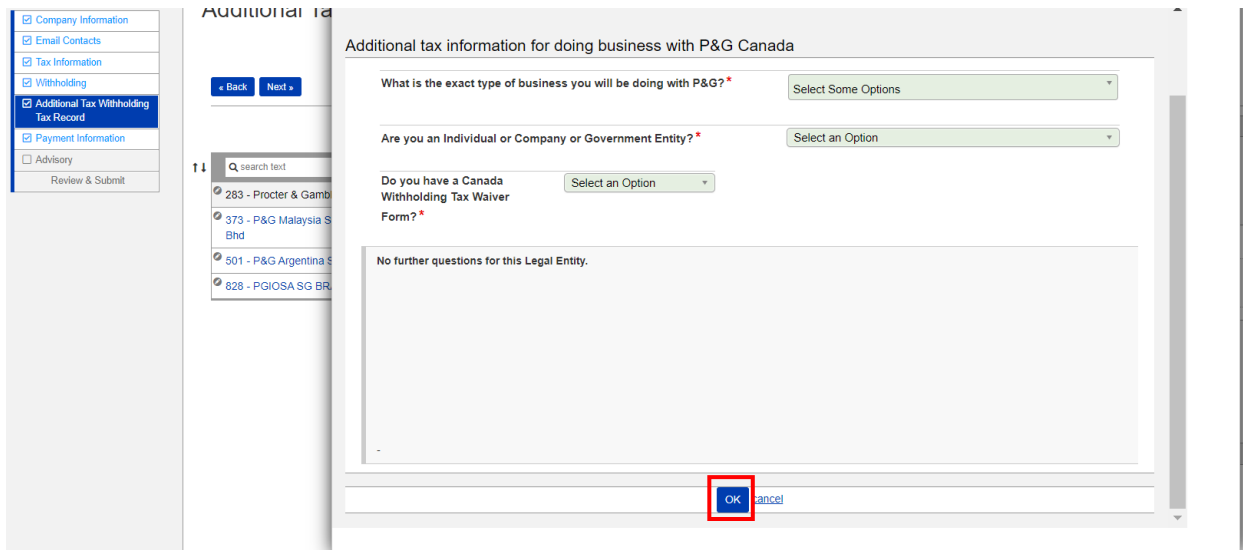 Company Information
Email Contacts
Tax Information
Withholding
Additional Tax Withholding
Tax Record
Payment Information
Advisory
Review & Submit
Additional Ta
« Back Next »
search text
283 - Procter & Gamb
373 - P&G Malaysia S
Bhd
501 - P&G Argentina S
828 - PGIOSA SG BR
Additional tax information for doing business with P&G Canada
What is the exact type of business you will be doing with P&G?*
Select Some Options
Are you an Individual or Company or Government Entity?*
Select an Option
Do you have a Canada
Withholding Tax Waiver
Form?*
Select an Option
No further questions for this Legal Entity.
-
OK cancel